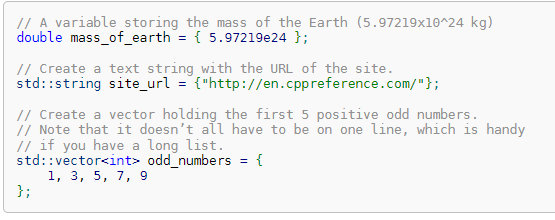 // A variable storing the mass of the Earth (5.97219x10^24 kg)
double mass_of_earth = { 5.97219e24 };

// Create a text string with the URL of the site.
std::string site_url = {"http://en.cppreference.com/"};

// Create a vector holding the first 5 positive odd numbers.
// Note that it doesn’t all have to be on one line, which is handy
// if you have a long list.
std::vector<int> odd_numbers = {
    1, 3, 5, 7, 9
};